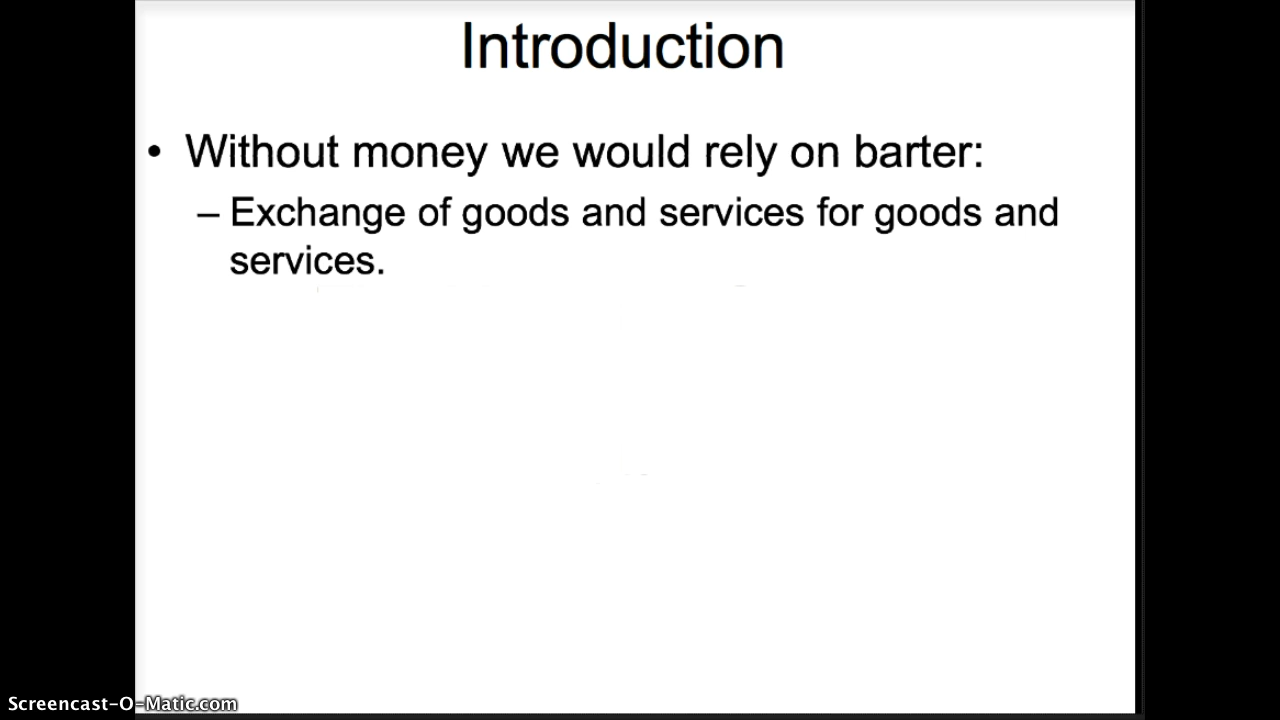 Introduction
• Without money we would rely on barter:
– Exchange of goods and services for goods and
services.
Screencast-O-Matic.com